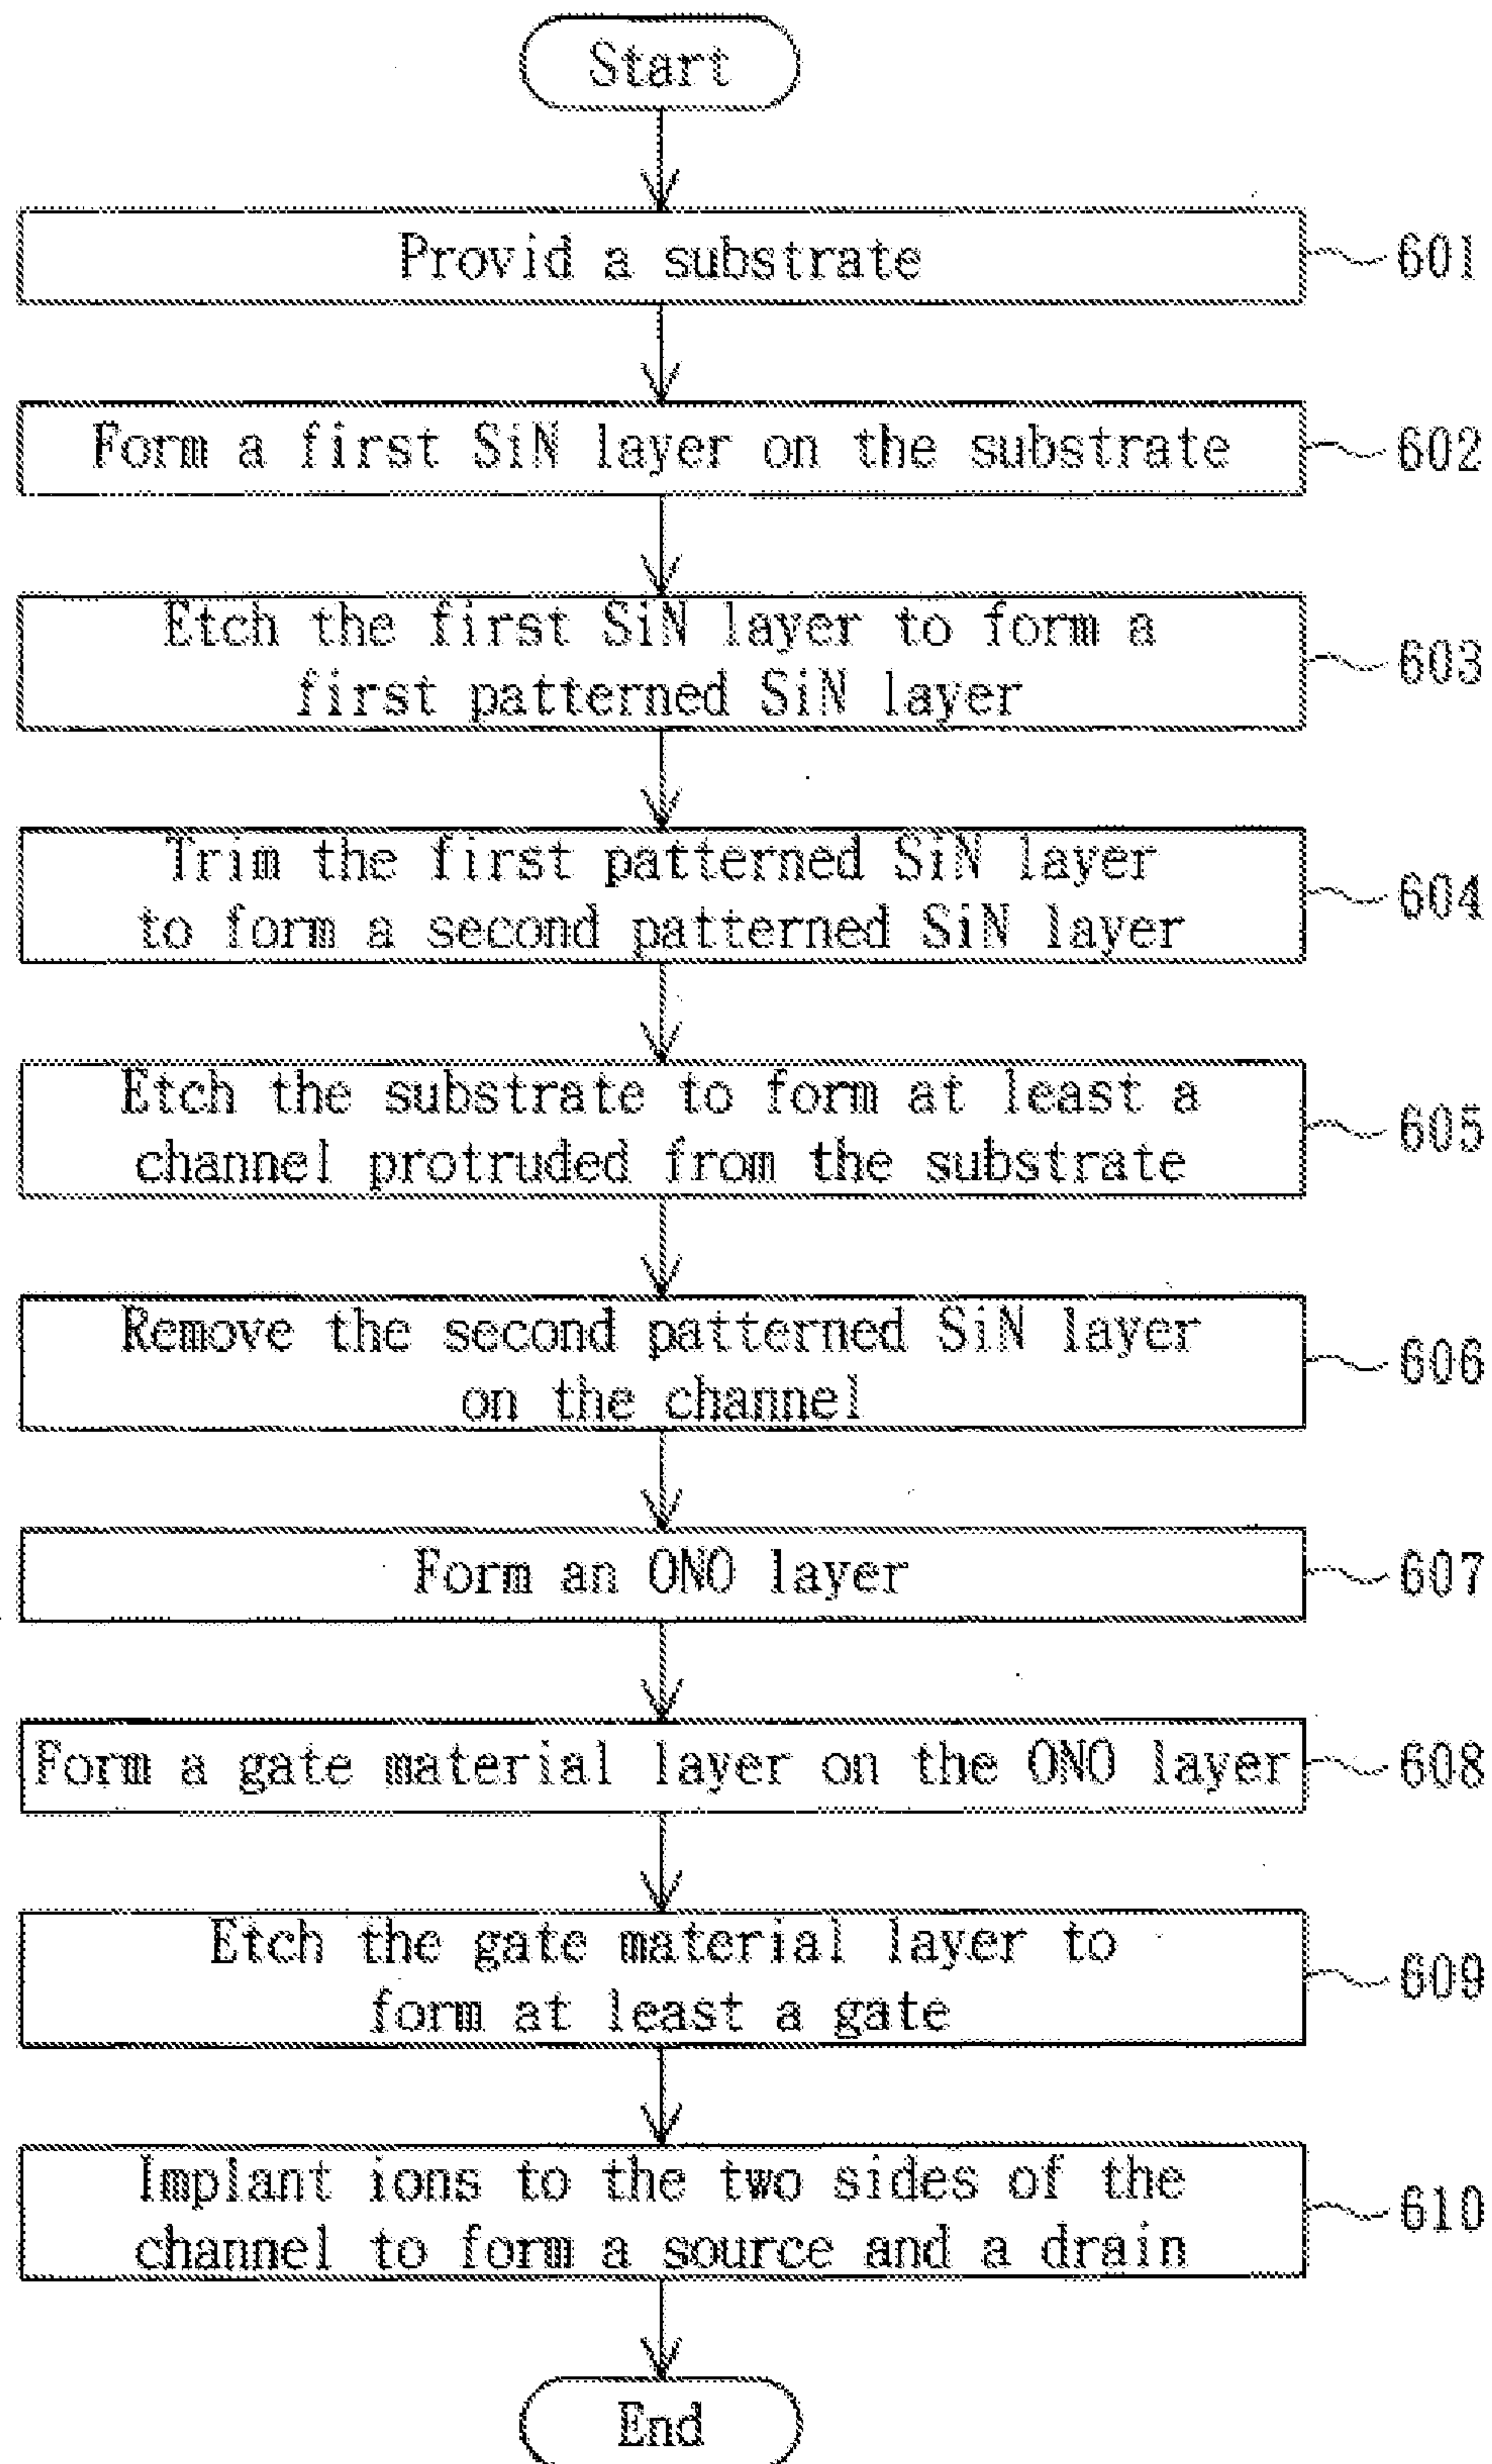 Start
Provid a substrate
601
Form a first SiN layer on the substrate
602
Etch the first SiN layer to form a
first patterned SiN layer
603
Trim the first patterned SiN layer
to form a second patterned SiN layer
604
Etch the substrate to form at least a
channel protruded from the substrate
605
Remove the second patterned SiN layer
on the channel
606
Form an ONO layer
607
Form a gate material layer on the ONO layer
608
Etch the gate material layer to
form at least a gate
609
Implant ions to the two sides of the
channel to form a source and a drain
610
End